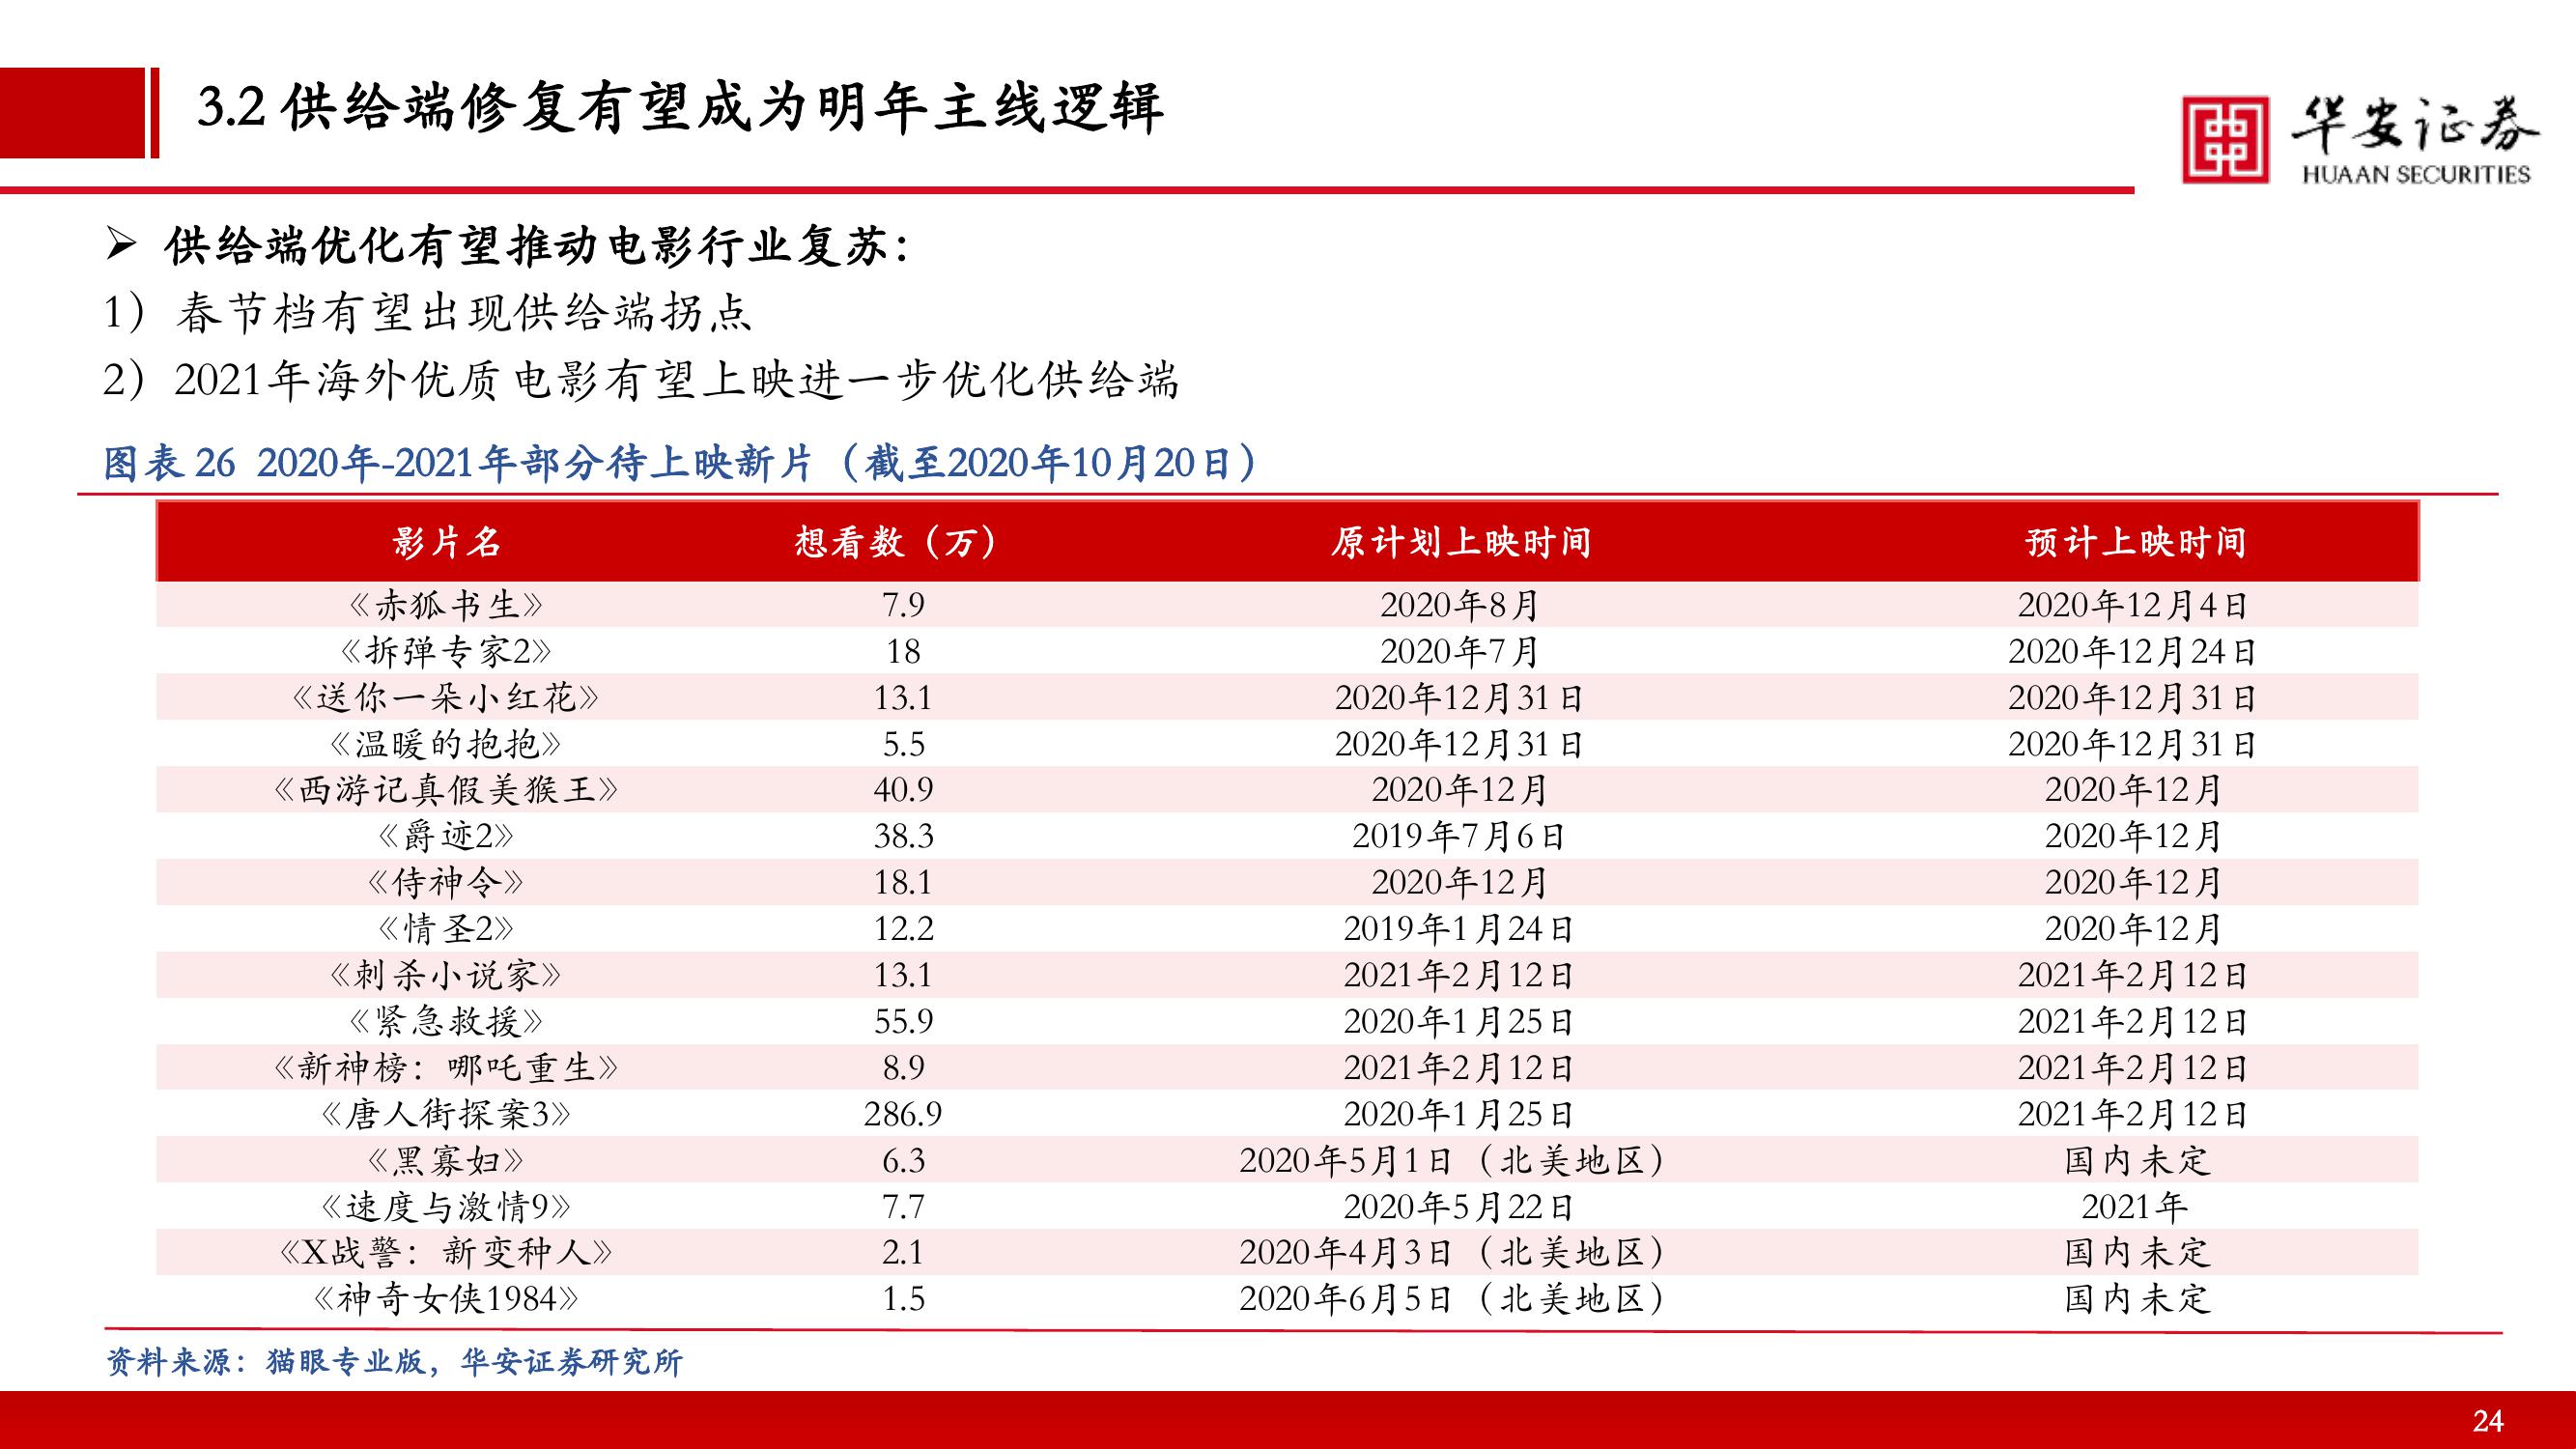 3.2 供给端修复有望成为明年主线逻辑
华安证券
HUAAN SECURITIES
➢ 供给端优化有望推动电影行业复苏：
1）春节档有望出现供给端拐点
2）2021年海外优质电影有望上映进一步优化供给端
图表 26 2020年-2021年部分待上映新片（截至2020年10月20日）
影片名 想看数（万） 原计划上映时间 预计上映时间
《赤狐书生》 7.9 2020年8月 2020年12月4日
《拆弹专家2》 18 2020年7月 2020年12月24日
《送你一朵小红花》 13.1 2020年12月31日 2020年12月31日
《温暖的抱抱》 5.5 2020年12月31日 2020年12月31日
《西游记真假美猴王》 40.9 2020年12月 2020年12月
《爵迹2》 38.3 2019年7月6日 2020年12月
《侍神令》 18.1 2020年12月 2020年12月
《情圣2》 12.2 2019年1月24日 2020年12月
《刺杀小说家》 13.1 2021年2月12日 2021年2月12日
《紧急救援》 55.9 2020年1月25日 2021年2月12日
《新神榜：哪吒重生》 8.9 2021年2月12日 2021年2月12日
《唐人街探案3》 286.9 2020年1月25日 2021年2月12日
《黑寡妇》 6.3 2020年5月1日（北美地区） 国内未定
《速度与激情9》 7.7 2020年5月22日 2021年
《X战警：新变种人》 2.1 2020年4月3日（北美地区） 国内未定
《神奇女侠1984》 1.5 2020年6月5日（北美地区） 国内未定
资料来源：猫眼专业版，华安证券研究所
24